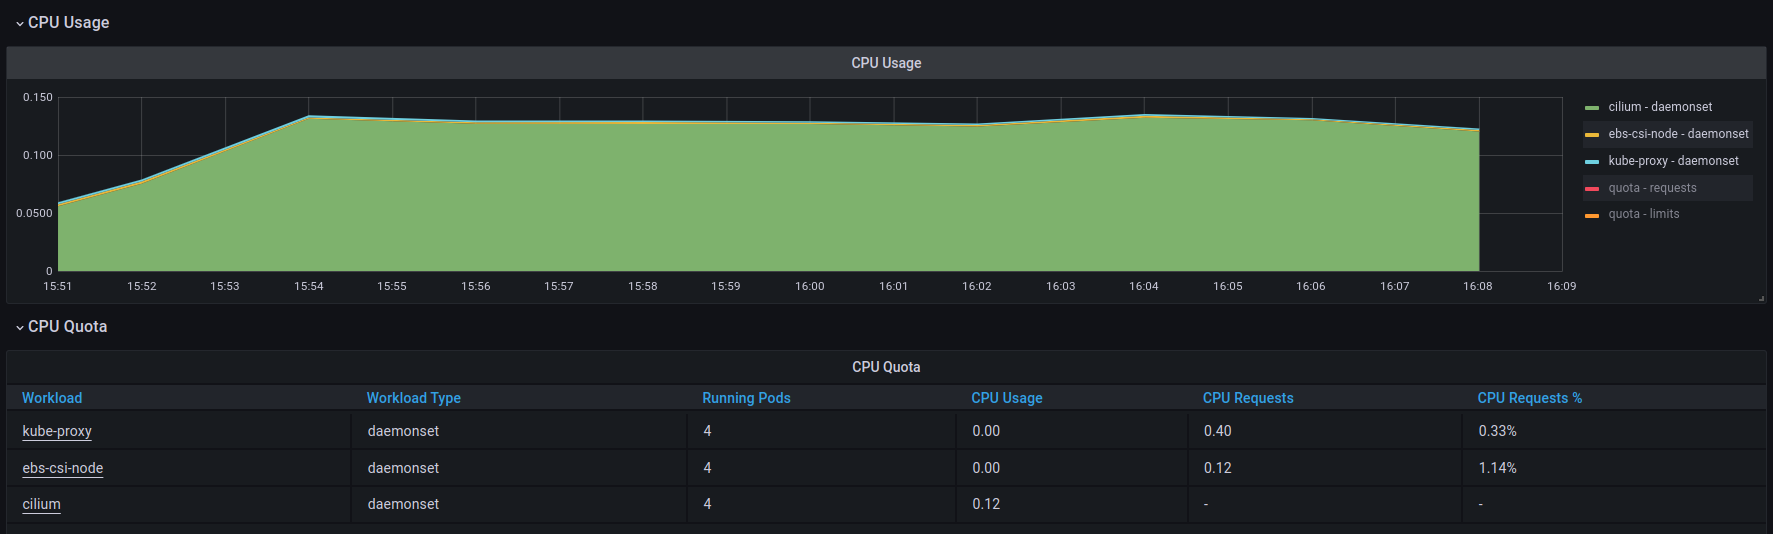 CPU Usage
CPU Usage
0.150
0.100
0.0500
0
15:51 15:52 15:53 15:54 15:55 15:56 15:57 15:58 15:59 16:00 16:01 16:02 16:03 16:04 16:05 16:06 16:07 16:08 16:09
cilium - daemonset
ebs-csi-node - daemonset
kube-proxy - daemonset
quota - requests
quota - limits
CPU Quota
CPU Quota
Workload Workload Type Running Pods CPU Usage CPU Requests CPU Requests %
kube-proxy daemonset 4 0.00 0.40 0.33%
ebs-csi-node daemonset 4 0.00 0.12 1.14%
cilium daemonset 4 0.12 - -